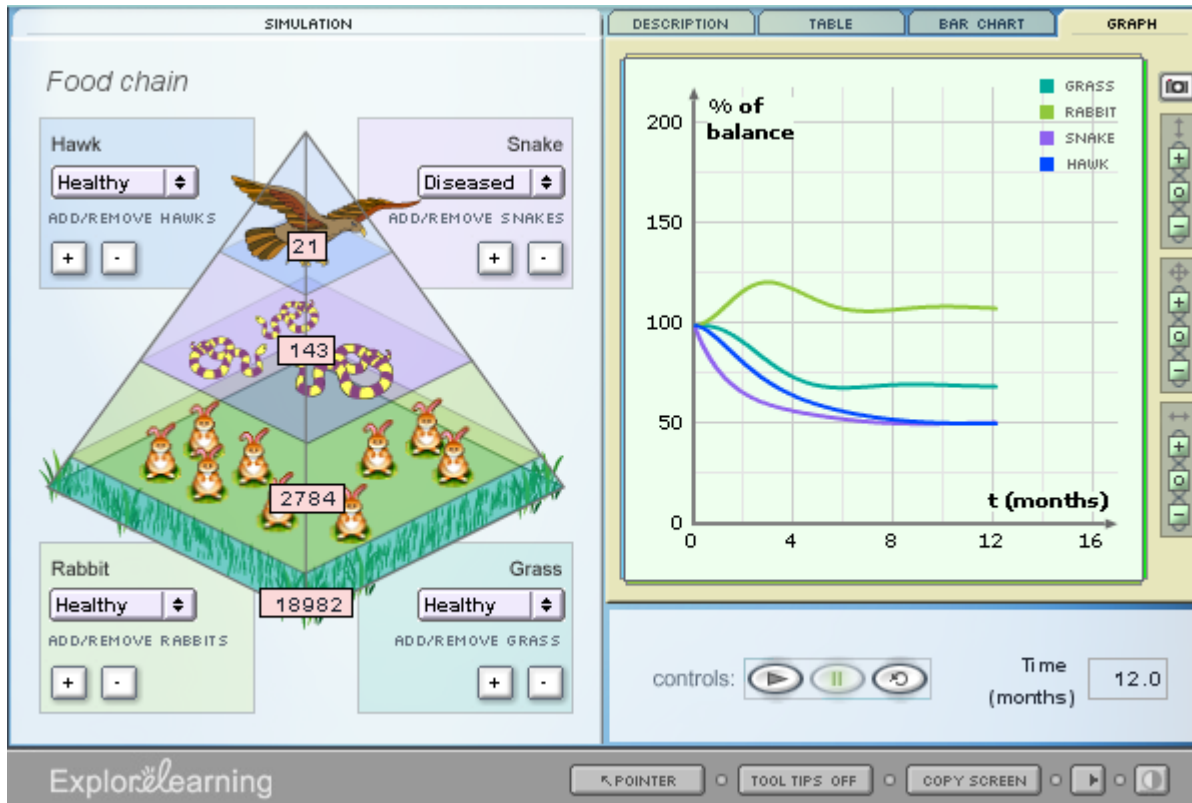 SIMULATION
DESCRIPTION
TABLE
BAR CHART
GRAPH
Food chain
Hawk
Healthy
ADD/REMOVE HAWKS
+ -
Snake
Diseased
ADD/REMOVE SNAKES
+ -
21
143
2784
18982
Rabbit
Healthy
ADD/REMOVE RABBITS
+ -
Grass
Healthy
ADD/REMOVE GRASS
+ -
% of
balance
GRASS
RABBIT
SNAKE
HAWK
200
150
100
50
0
t (months)
0 4 8 12 16
+
-
+
-
+
-
controls:
Time
(months)
12.0
ExploreLearning
POINTER
TOOL TIPS OFF
COPY SCREEN